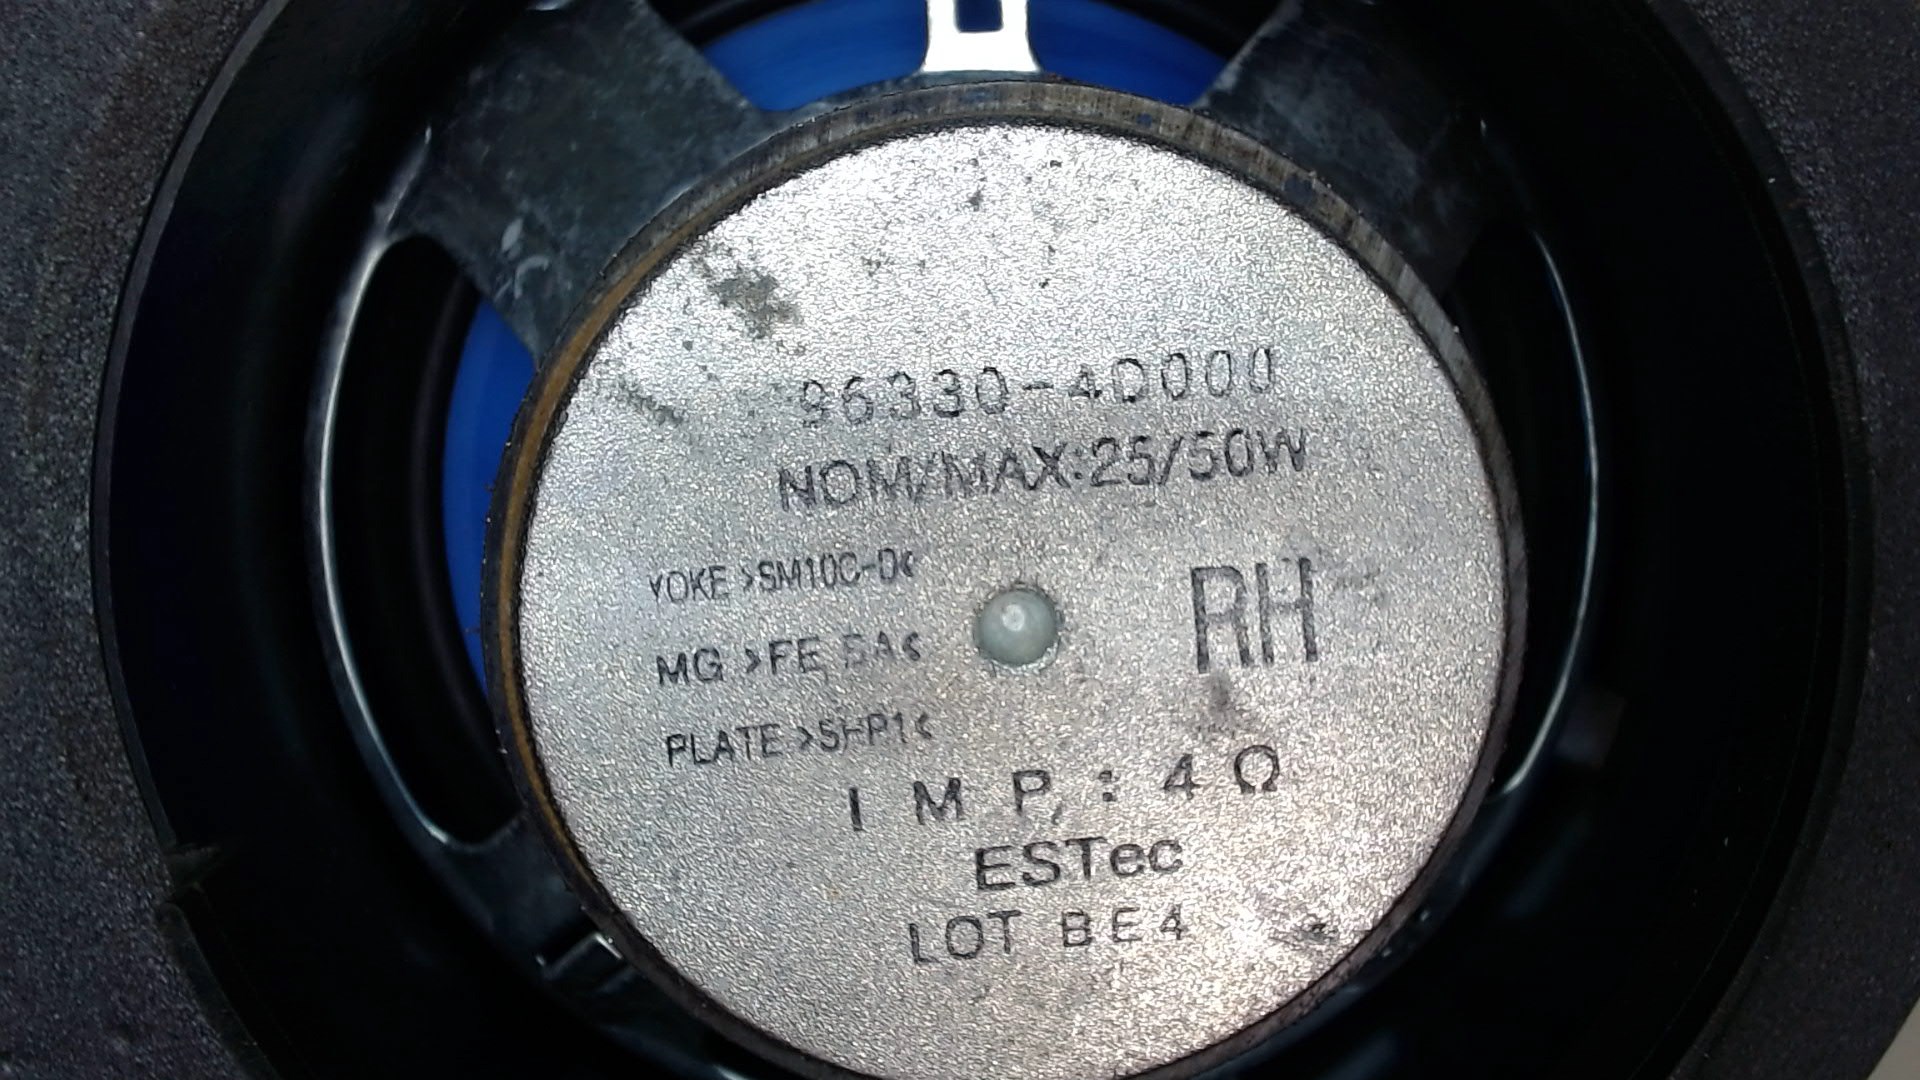 96330-4D000
NOM/MAX:25/50W
YOKE >SM10C-D<
MG >FE 5A<
PLATE >SHP1<
RH
IMP.: 4Ω
ESTec
LOT BE4